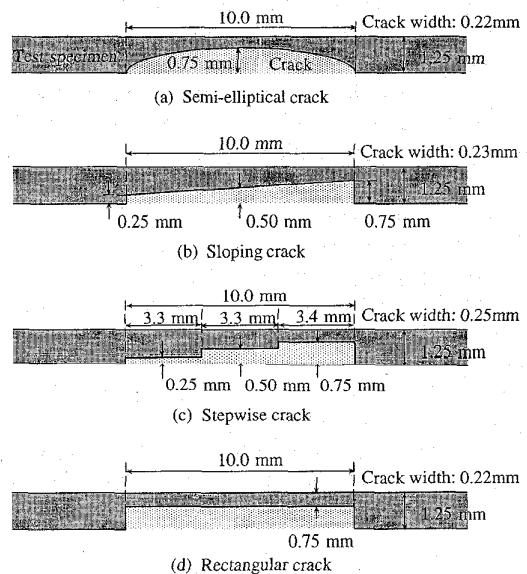 10.0 mm
Crack width: 0.22mm
Test specimen
0.75 mm
Crack
1.25 mm
(a) Semi-elliptical crack
10.0 mm
Crack width: 0.23mm
1.25 mm
0.25 mm
0.50 mm
0.75 mm
(b) Sloping crack
10.0 mm
3.3 mm
3.3 mm
3.4 mm
Crack width: 0.25mm
1.25 mm
0.25 mm
0.50 mm
0.75 mm
(c) Stepwise crack
10.0 mm
Crack width: 0.22mm
1.25 mm
0.75 mm
(d) Rectangular crack